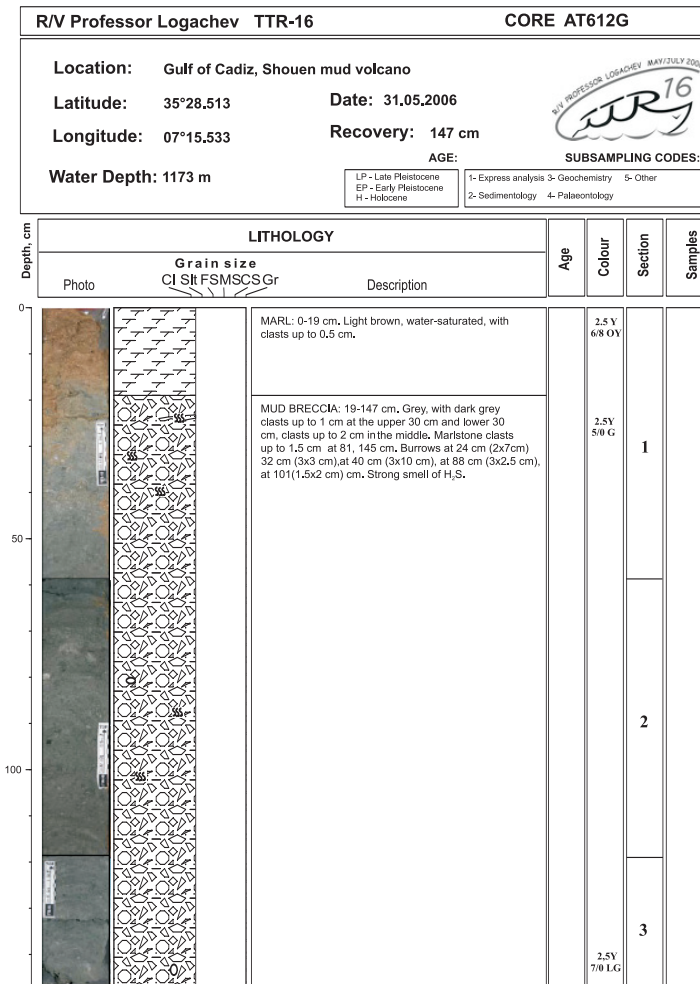 R/V Professor Logachev TTR-16 CORE AT612G
Location: Gulf of Cadiz, Shouen mud volcano
Latitude: 35°28.513 Date: 31.05.2006
Longitude: 07°15.533 Recovery: 147 cm
Water Depth: 1173 m
R/V PROFESSOR LOGACHEV MAY/JULY
TTR 16
AGE:
LP - Late Pleistocene
EP - Early Pleistocene
H - Holocene
SUBSAMPLING CODES:
1- Express analysis 3- Geochemistry 5- Other
2- Sedimentology 4- Palaeontology
Depth, cm
LITHOLOGY
Photo
Grain size
Cl Slt FS MS CS Gr
Description
Age
Colour
Section
Samples
0
50
100
MARL: 0-19 cm. Light brown, water-saturated, with
clasts up to 0.5 cm.
MUD BRECCIA: 19-147 cm. Grey, with dark grey
clasts up to 1 cm at the upper 30 cm and lower 30
cm, clasts up to 2 cm in the middle. Marlstone clasts
up to 1.5 cm at 81, 145 cm. Burrows at 24 cm (2x7cm)
32 cm (3x3 cm),at 40 cm (3x10 cm), at 88 cm (3x2.5 cm),
at 101(1.5x2 cm) cm. Strong smell of H₂S.
2.5 Y
6/8 OY
2.5Y
5/0 G
2,5Y
7/0 LG
1
2
3